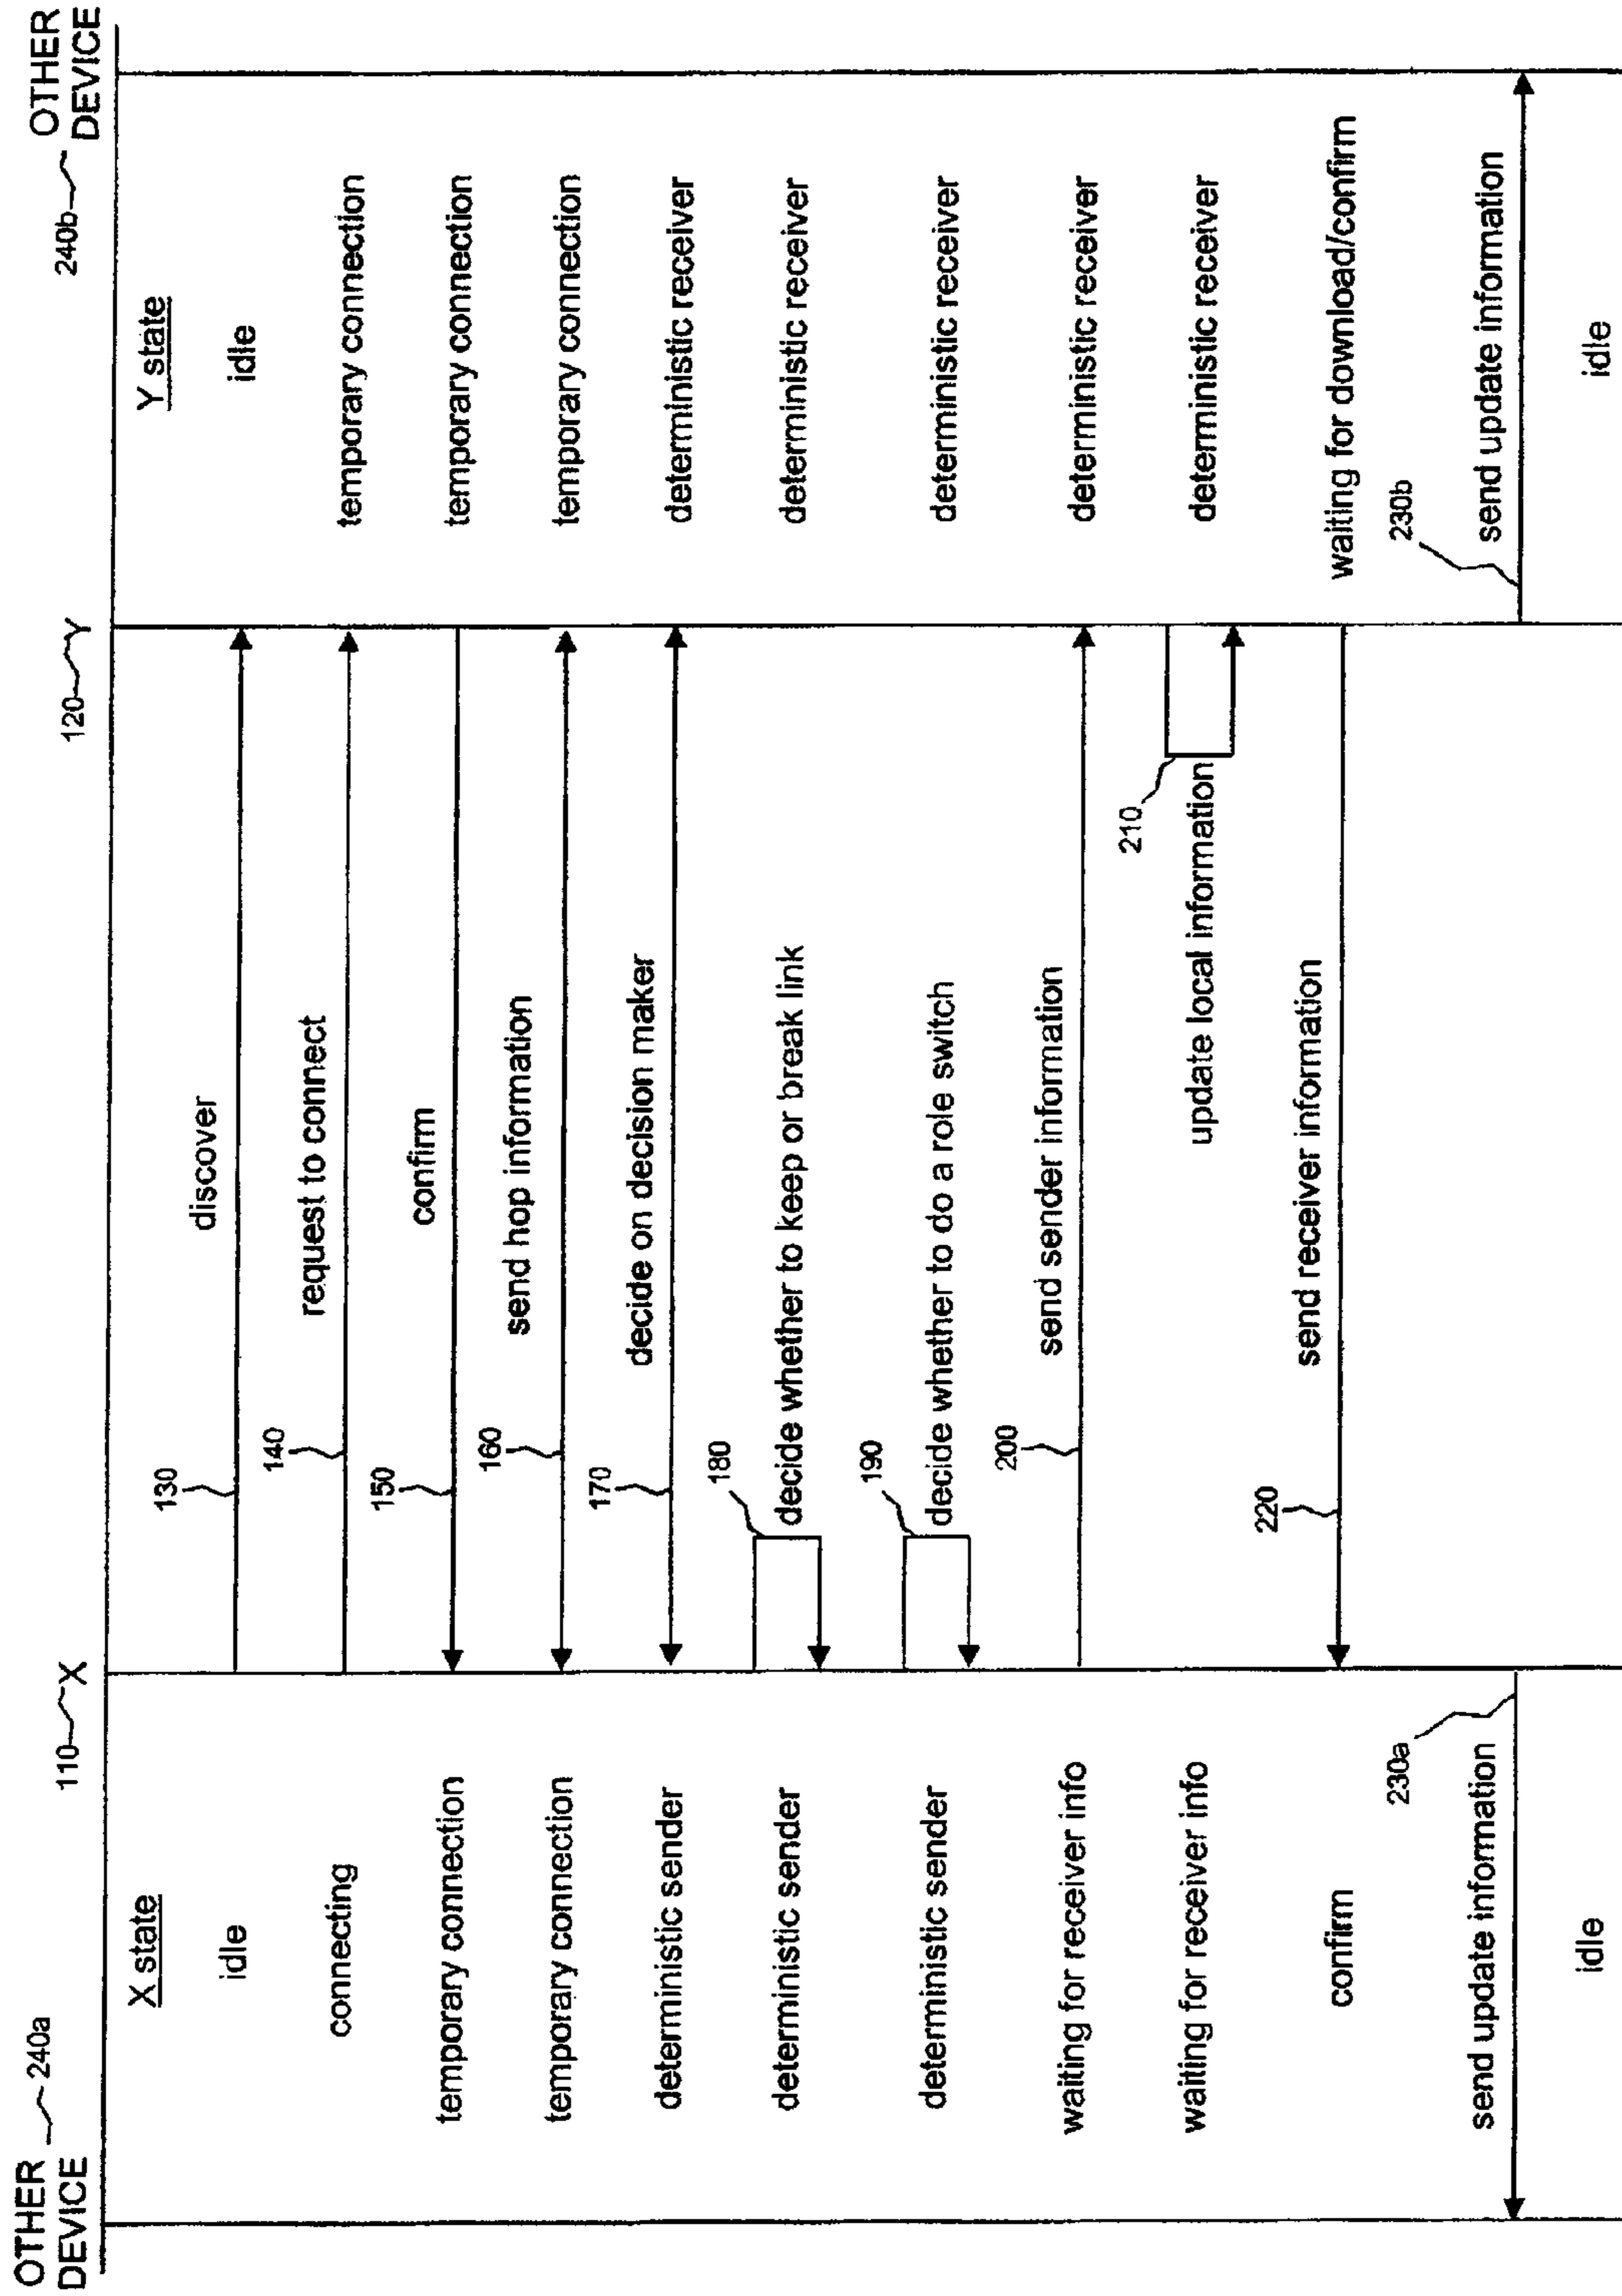 OTHER
DEVICE
240a
110
X
120
Y
240b
OTHER
DEVICE
X state
Y state
idle
130
discover
idle
connecting
140
request to connect
temporary connection
temporary connection
150
confirm
temporary connection
temporary connection
160
send hop information
temporary connection
deterministic sender
170
decide on decision maker
deterministic receiver
deterministic sender
180
decide whether to keep or break link
deterministic receiver
deterministic sender
190
decide whether to do a role switch
deterministic receiver
waiting for receiver info
200
send sender information
deterministic receiver
waiting for receiver info
210
update local information
deterministic receiver
confirm
220
send receiver information
waiting for download/confirm
230a
send update information
230b
send update information
idle
idle